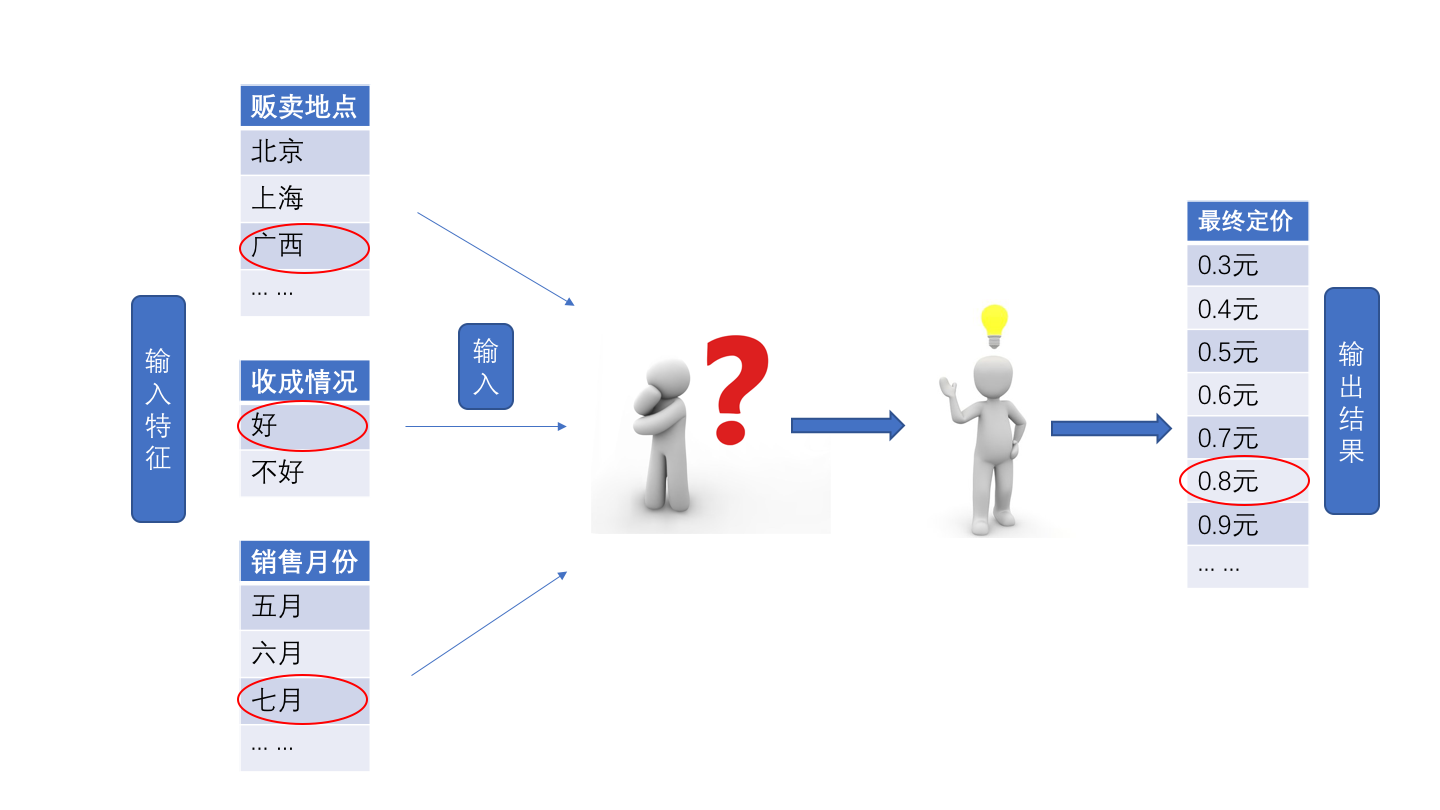 输入特征
贩卖地点
北京
上海
广西
... ...
收成情况
好
不好
销售月份
五月
六月
七月
... ...
输入
?
最终定价
0.3元
0.4元
0.5元
0.6元
0.7元
0.8元
0.9元
... ...
输出结果